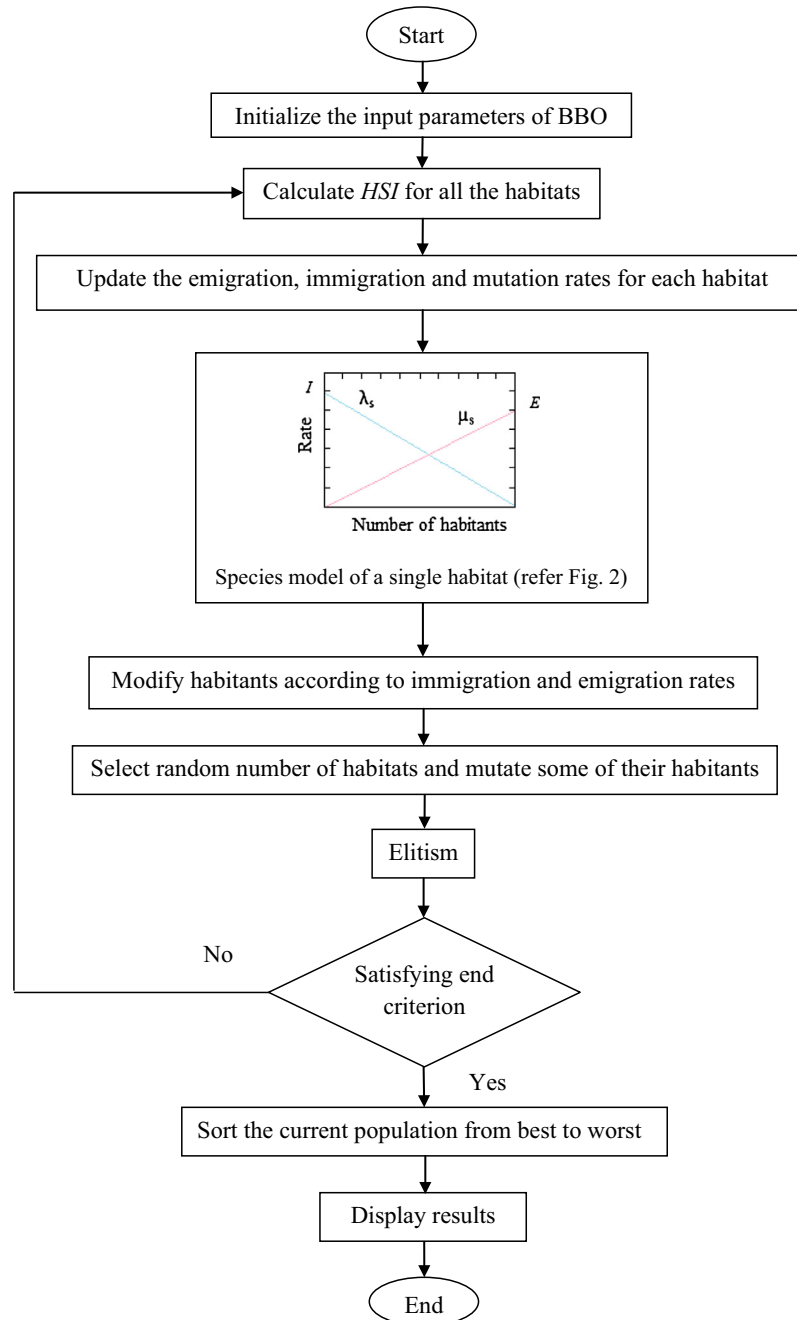 Start
Initialize the input parameters of BBO
Calculate HSI for all the habitats
Update the emigration, immigration and mutation rates for each habitat
I
λs
μs
E
Rate
Number of habitants
Species model of a single habitat (refer Fig. 2)
Modify habitants according to immigration and emigration rates
Select random number of habitats and mutate some of their habitants
Elitism
No
Satisfying end
criterion
Yes
Sort the current population from best to worst
Display results
End